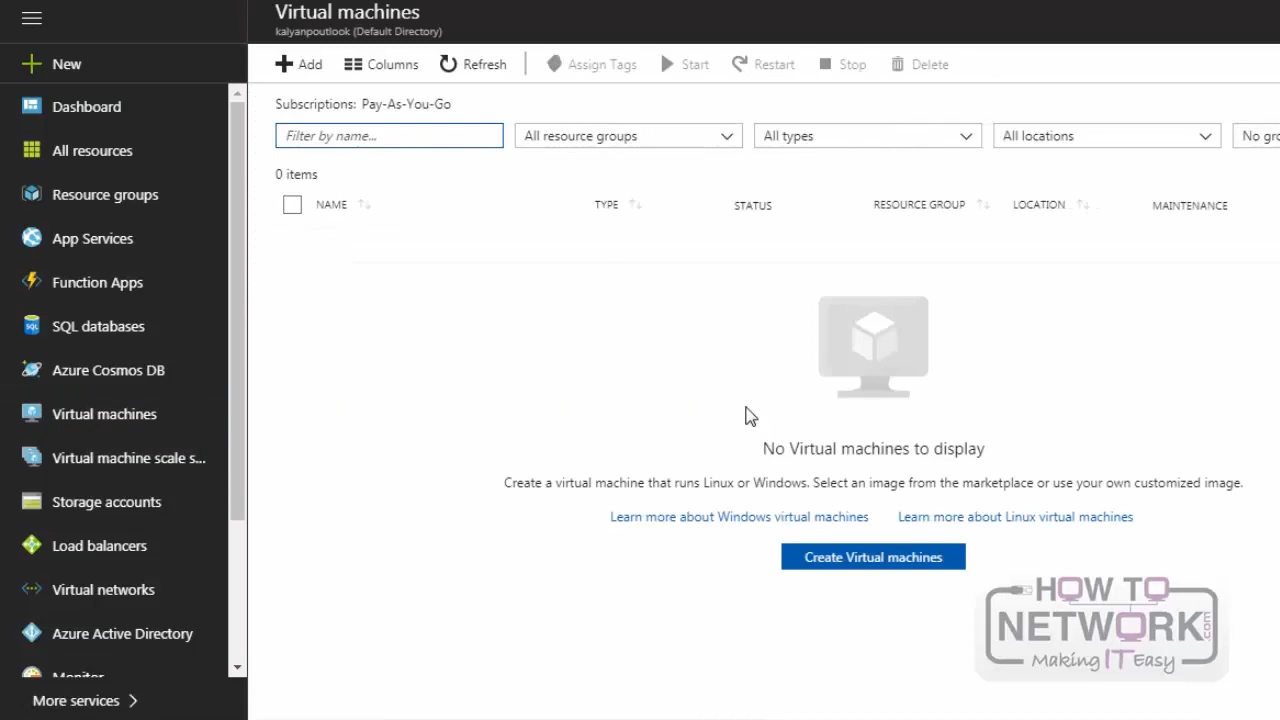 Virtual machines
kalyanpoutlook (Default Directory)
New
Add
Columns
Refresh
Assign Tags
Start
Restart
Stop
Delete
Dashboard
All resources
Resource groups
App Services
Function Apps
SQL databases
Azure Cosmos DB
Virtual machines
Virtual machine scale s...
Storage accounts
Load balancers
Virtual networks
Azure Active Directory
Monitor
More services
Subscriptions: Pay-As-You-Go
Filter by name...
All resource groups
All types
All locations
No gro
0 items
NAME
TYPE
STATUS
RESOURCE GROUP
LOCATION
MAINTENANCE
No Virtual machines to display
Create a virtual machine that runs Linux or Windows. Select an image from the marketplace or use your own customized image.
Learn more about Windows virtual machines
Learn more about Linux virtual machines
Create Virtual machines
HOW TO
NETWORK.com
Making IT Easy